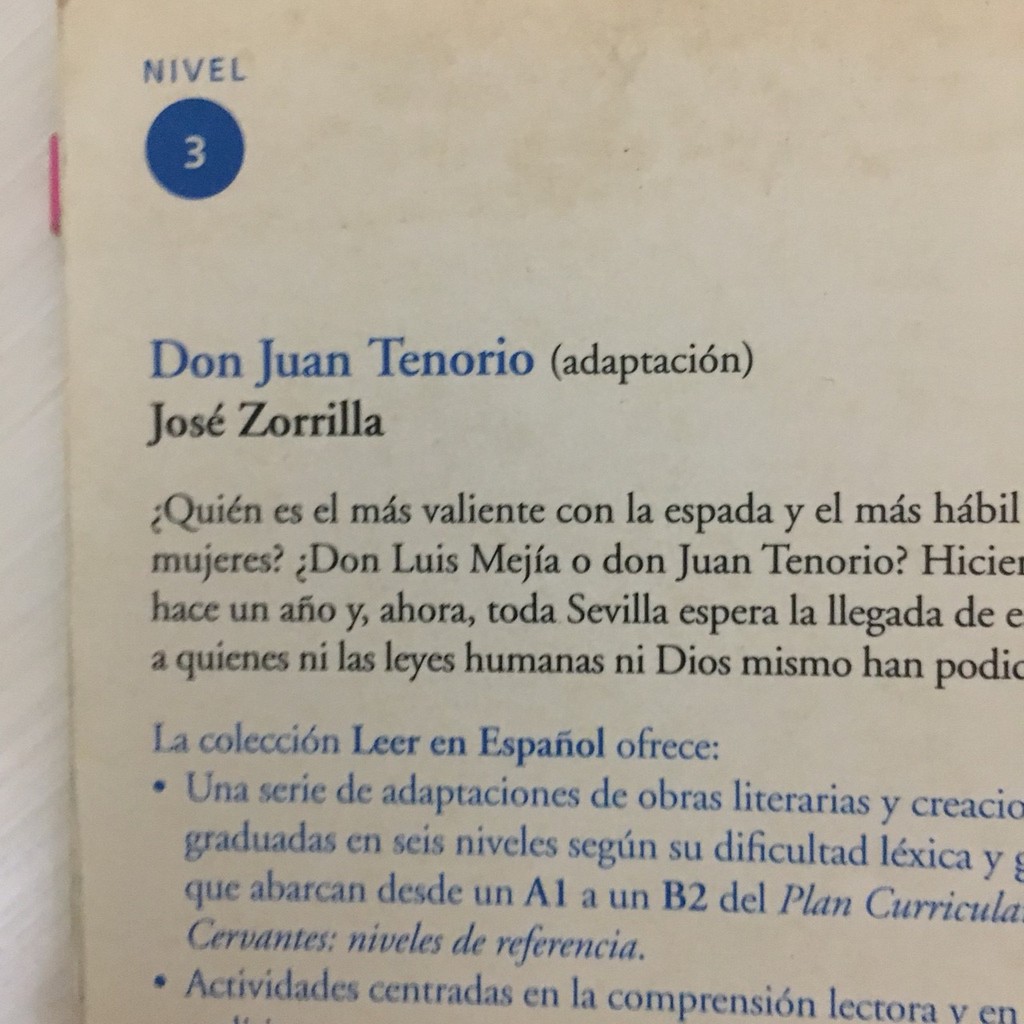 NIVEL
3
Don Juan Tenorio (adaptación)
José Zorrilla
¿Quién es el más valiente con la espada y el más hábil
mujeres? ¿Don Luis Mejía o don Juan Tenorio? Hicier
hace un año y, ahora, toda Sevilla espera la llegada de e
a quienes ni las leyes humanas ni Dios mismo han podid
La colección Leer en Español ofrece:
• Una serie de adaptaciones de obras literarias y creacio
graduadas en seis niveles según su dificultad léxica y g
que abarcan desde un A1 a un B2 del Plan Curricular
Cervantes: niveles de referencia.
• Actividades centradas en la comprensión lectora y en